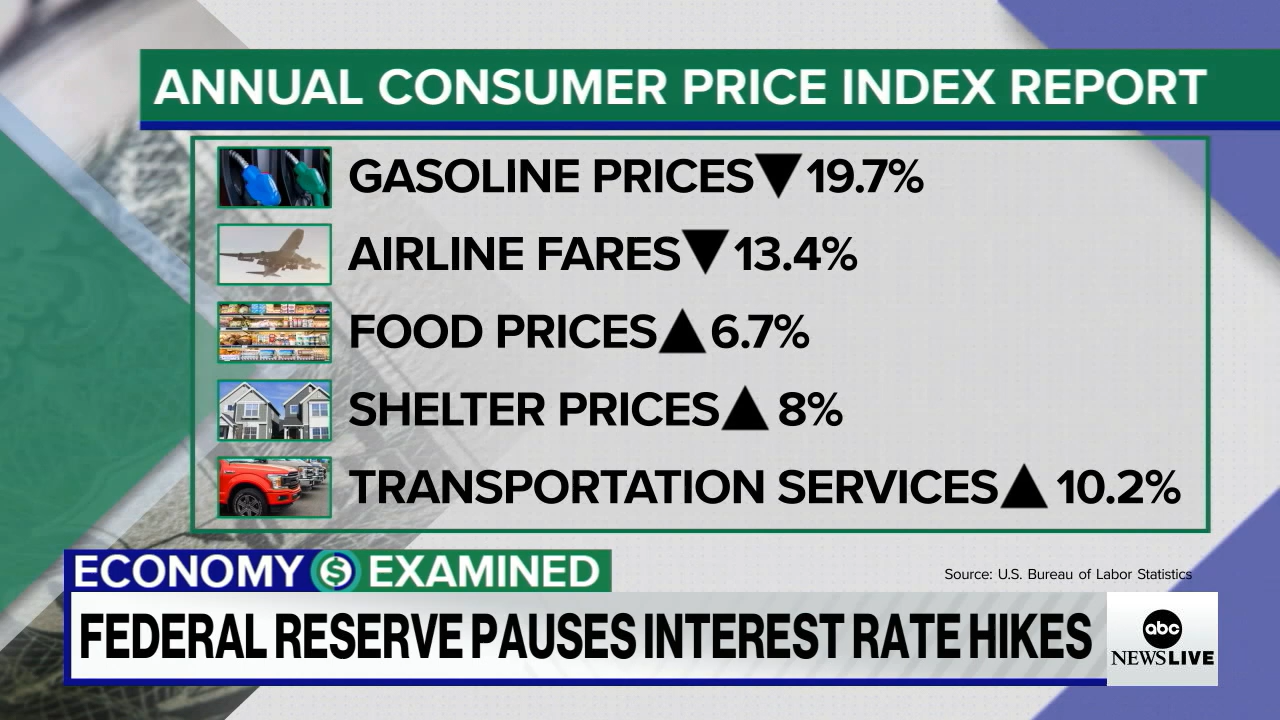 ANNUAL CONSUMER PRICE INDEX REPORT
GASOLINE PRICES▼19.7%
AIRLINE FARES▼13.4%
FOOD PRICES▲6.7%
SHELTER PRICES▲ 8%
TRANSPORTATION SERVICES▲ 10.2%
ECONOMY $ EXAMINED
Source: U.S. Bureau of Labor Statistics
FEDERAL RESERVE PAUSES INTEREST RATE HIKES
abc
NEWSLIVE